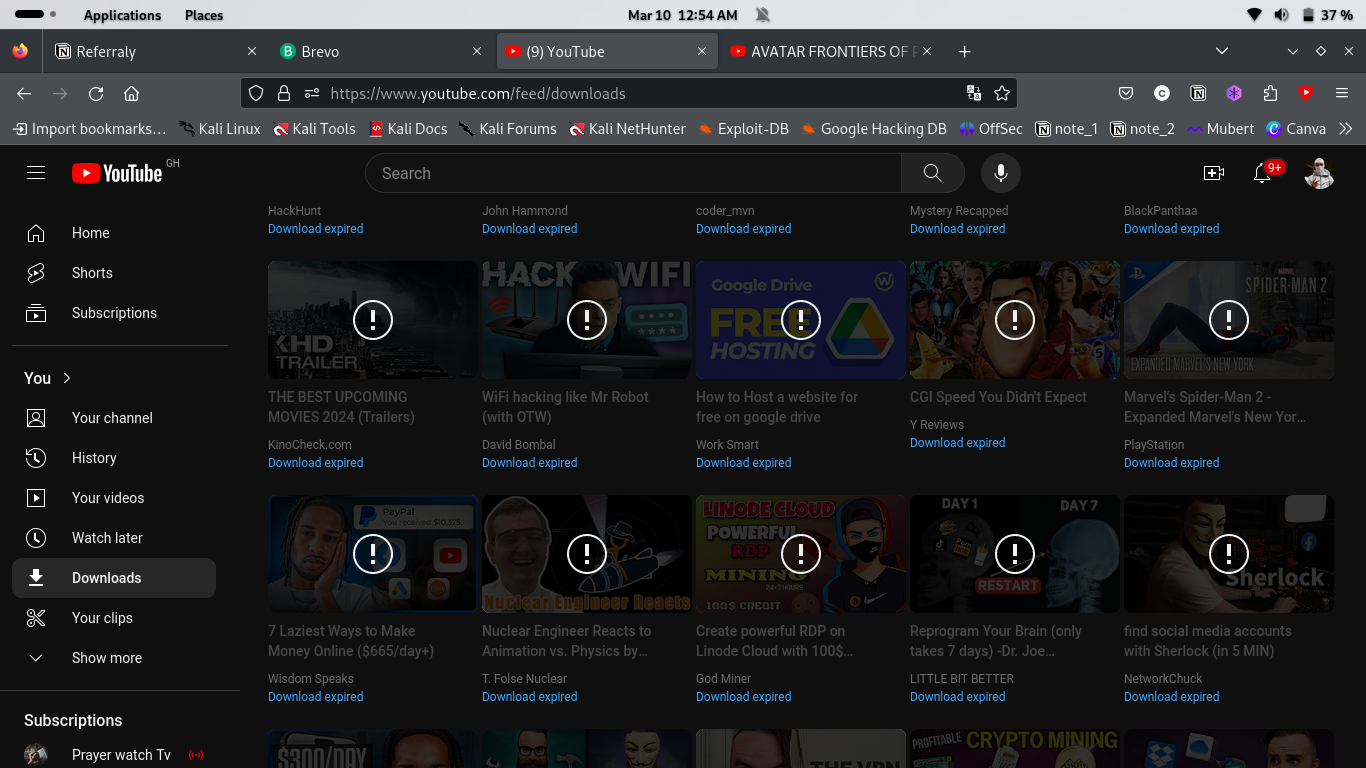 Applications Places Mar 10 12:54 AM 37 %
Referraly Brevo (9) YouTube AVATAR FRONTIERS OF
https://www.youtube.com/feed/downloads
Import bookmarks… Kali Linux Kali Tools Kali Docs Kali Forums Kali NetHunter Exploit-DB Google Hacking DB OffSec note_1 note_2 Mubert Canva
YouTube GH Search 9+
Home
Shorts
Subscriptions
You
Your channel
History
Your videos
Watch later
Downloads
Your clips
Show more
Subscriptions
Prayer watch Tv
HackHunt John Hammond coder_mvn Mystery Recapped BlackPanthaa
Download expired Download expired Download expired Download expired Download expired
KHD
TRAILER
HACK WIFI
Google Drive
FREE
HOSTING
5
MARVEL
SPIDER-MAN 2
EXPANDED MARVEL'S NEW YORK
THE BEST UPCOMING
MOVIES 2024 (Trailers)
KinoCheck.com
Download expired
WiFi hacking like Mr Robot
(with OTW)
David Bombal
Download expired
How to Host a website for
free on google drive
Work Smart
Download expired
CGI Speed You Didn't Expect
Y Reviews
Download expired
Marvel's Spider-Man 2 -
Expanded Marvel's New Yor…
PlayStation
Download expired
PayPal
You received $10,375.
Nuclear Engineer Reacts
LINODE CLOUD
POWERFUL
RDP
MINING
24×7 HOURS
100$ CREDIT
DAY 1 DAY 7
RESTART
Sherlock
7 Laziest Ways to Make
Money Online ($665/day+)
Wisdom Speaks
Download expired
Nuclear Engineer Reacts to
Animation vs. Physics by…
T. Folse Nuclear
Download expired
Create powerful RDP on
Linode Cloud with 100$…
God Miner
Download expired
Reprogram Your Brain (only
takes 7 days) -Dr. Joe…
LITTLE BIT BETTER
Download expired
find social media accounts
with Sherlock (in 5 MIN)
NetworkChuck
Download expired
$300/DAY
THE VPN
PROFITABLE
CRYPTO MINING